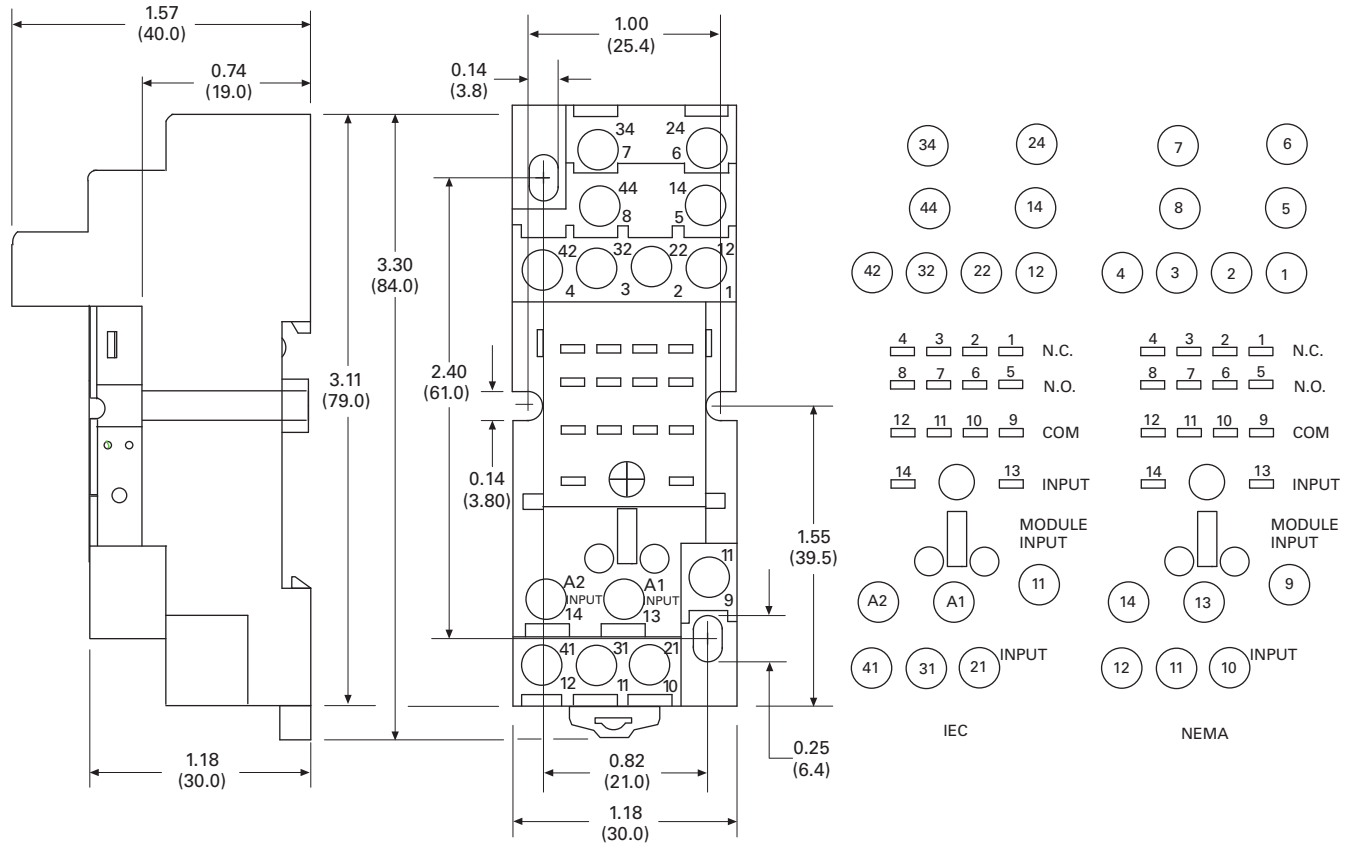 1.57
(40.0)
0.74
(19.0)
3.11
(79.0)
3.30
(84.0)
1.18
(30.0)
1.00
(25.4)
0.14
(3.8)
34 24
7 6
44 14
8 5
42 32 22 12
4 3 2 1
2.40
(61.0)
0.14
(3.80)
1.55
(39.5)
11
A2 A1
INPUT INPUT
9
14 13
41 31 21
12 11 10
0.25
(6.4)
0.82
(21.0)
1.18
(30.0)
34 24
44 14
42 32 22 12
4 3 2 1
N.C.
8 7 6 5
N.O.
12 11 10 9
COM
14 13
INPUT
MODULE
INPUT
11
A2 A1
41 31 21 INPUT
IEC
7 6
8 5
4 3 2 1
4 3 2 1
N.C.
8 7 6 5
N.O.
12 11 10 9
COM
14 13
INPUT
MODULE
INPUT
9
14 13
12 11 10 INPUT
NEMA